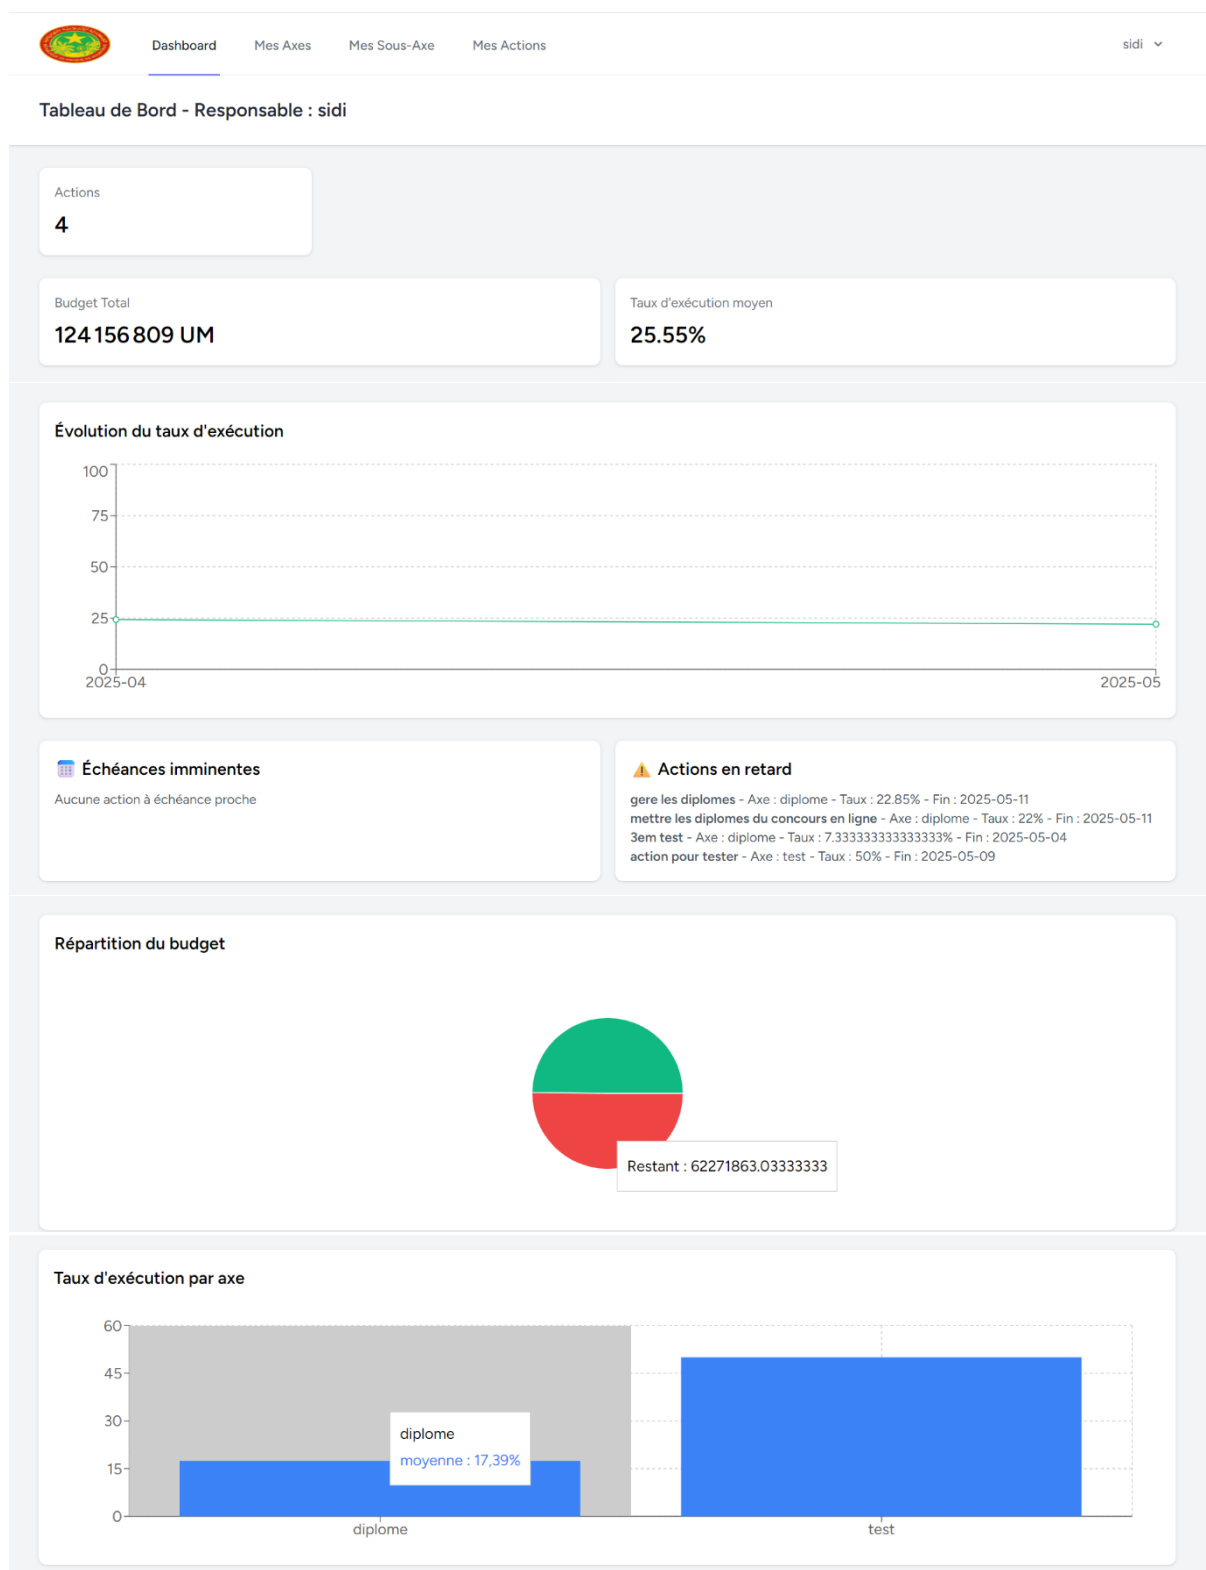 Dashboard Mes Axes Mes Sous-Axe Mes Actions sidi
Tableau de Bord - Responsable : sidi
Actions
4
Budget Total
124 156 809 UM
Taux d'exécution moyen
25.55%
Évolution du taux d'exécution
100
75
50
25
0
2025-04 2025-05
Échéances imminentes
Aucune action à échéance proche
Actions en retard
gere les diplomes - Axe : diplome - Taux : 22.85% - Fin : 2025-05-11
mettre les diplomes du concours en ligne - Axe : diplome - Taux : 22% - Fin : 2025-05-11
3em test - Axe : diplome - Taux : 7.333333333333333% - Fin : 2025-05-04
action pour tester - Axe : test - Taux : 50% - Fin : 2025-05-09
Répartition du budget
Restant : 62271863.03333333
Taux d'exécution par axe
60
45
30
15
0
diplome
moyenne : 17,39%
diplome test